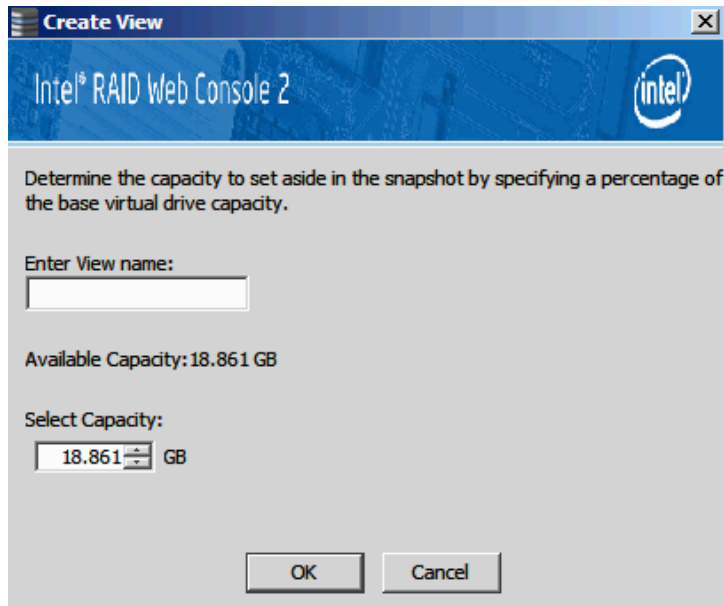 Create View
Intel® RAID Web Console 2
intel
Determine the capacity to set aside in the snapshot by specifying a percentage of
the base virtual drive capacity.
Enter View name:
Available Capacity:18.861 GB
Select Capacity:
18.861 GB
OK Cancel